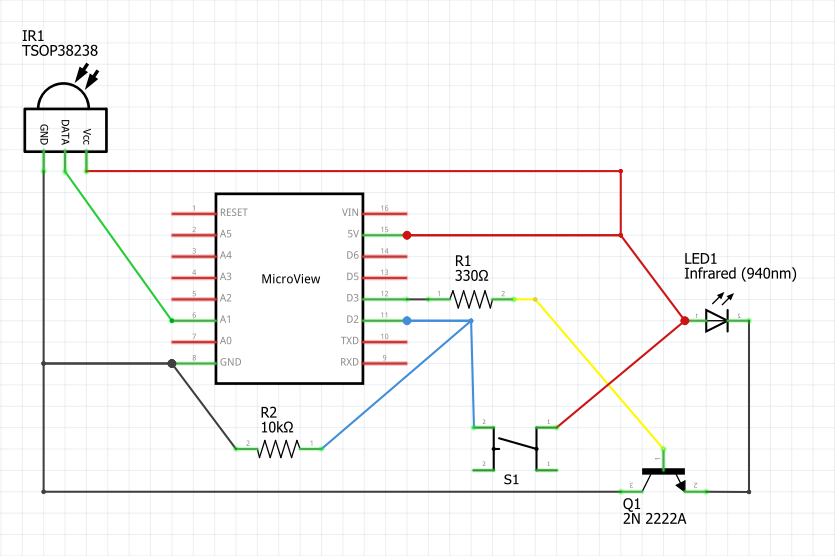 IR1
TSOP38238
GND
DATA
Vcc
1 RESET VIN 16
2 A5 5V 15
3 A4 D6 14
4 A3 D5 13
5 A2 D3 12
6 A1 D2 11
7 A0 TXD 10
8 GND RXD 9
MicroView
R1
330Ω
1 2
LED1
Infrared (940nm)
1 2
R2
10kΩ
2 1
2 1
2 1
S1
1
3 2
Q1
2N 2222A